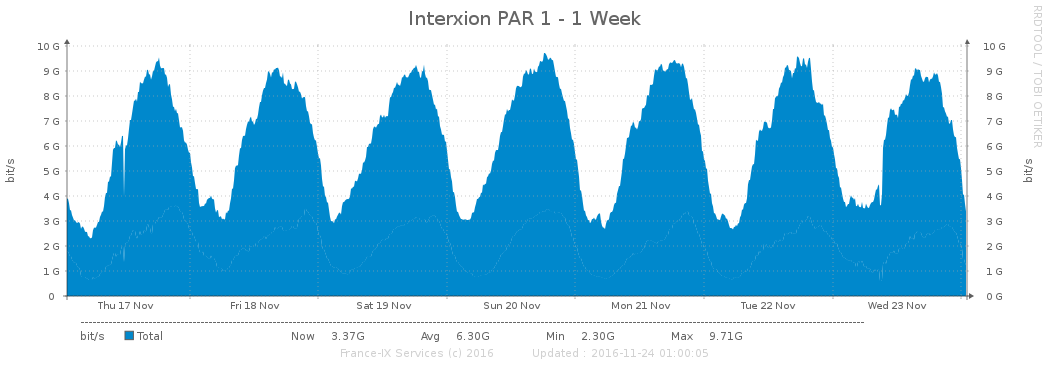 Interxion PAR 1 - 1 Week
RRDTOOL / TOBI OETIKER
bit/s
10 G
9 G
8 G
7 G
6 G
5 G
4 G
3 G
2 G
1 G
0
10 G
9 G
8 G
7 G
6 G
5 G
4 G
3 G
2 G
1 G
0 G
bit/s
Thu 17 Nov Fri 18 Nov Sat 19 Nov Sun 20 Nov Mon 21 Nov Tue 22 Nov Wed 23 Nov
bit/s Total Now 3.37G Avg 6.30G Min 2.30G Max 9.71G
France-IX Services (c) 2016 Updated : 2016-11-24 01:00:05